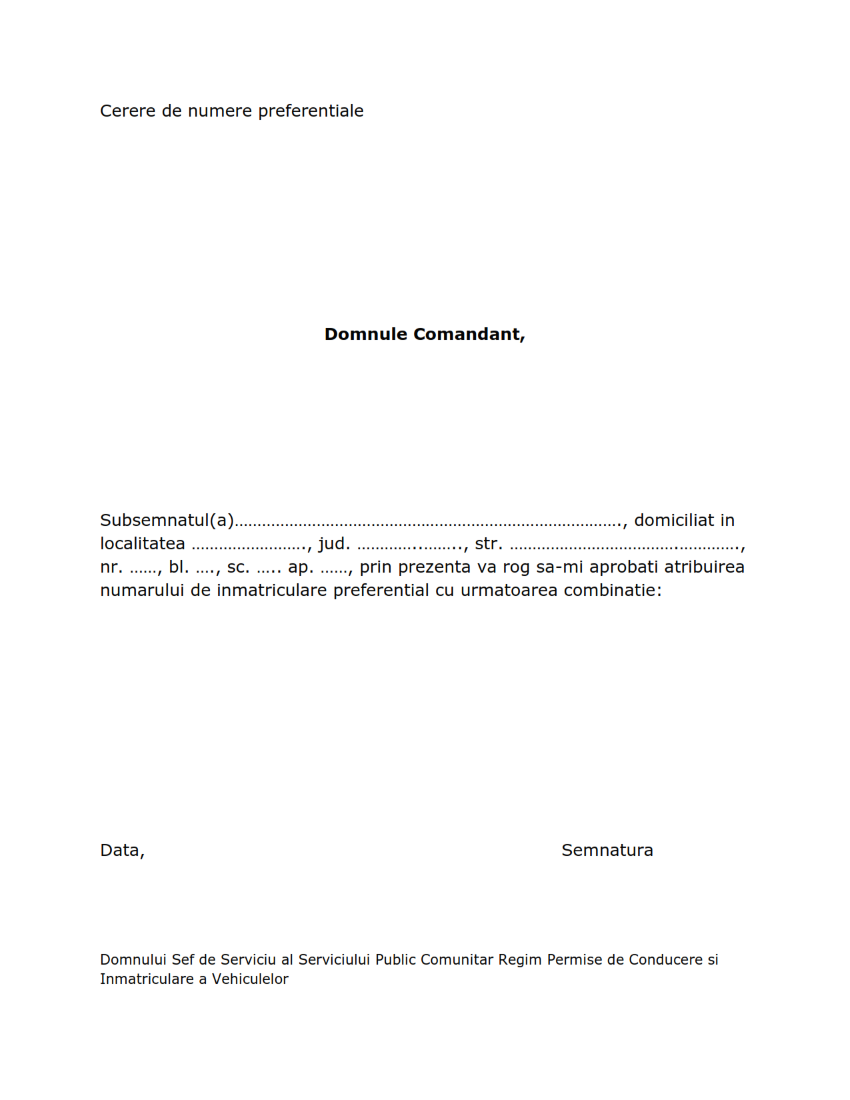 Cerere de numere preferentiale
Domnule Comandant,
Subsemnatul(a)……………………………………………………………………………., domiciliat in
localitatea ……………………., jud. …………..…….., str. ……………………………….………….,
nr. ……, bl. …., sc. ….. ap. ……, prin prezenta va rog sa-mi aprobati atribuirea
numarului de inmatriculare preferential cu urmatoarea combinatie:
Data, Semnatura
Domnului Sef de Serviciu al Serviciului Public Comunitar Regim Permise de Conducere si
Inmatriculare a Vehiculelor